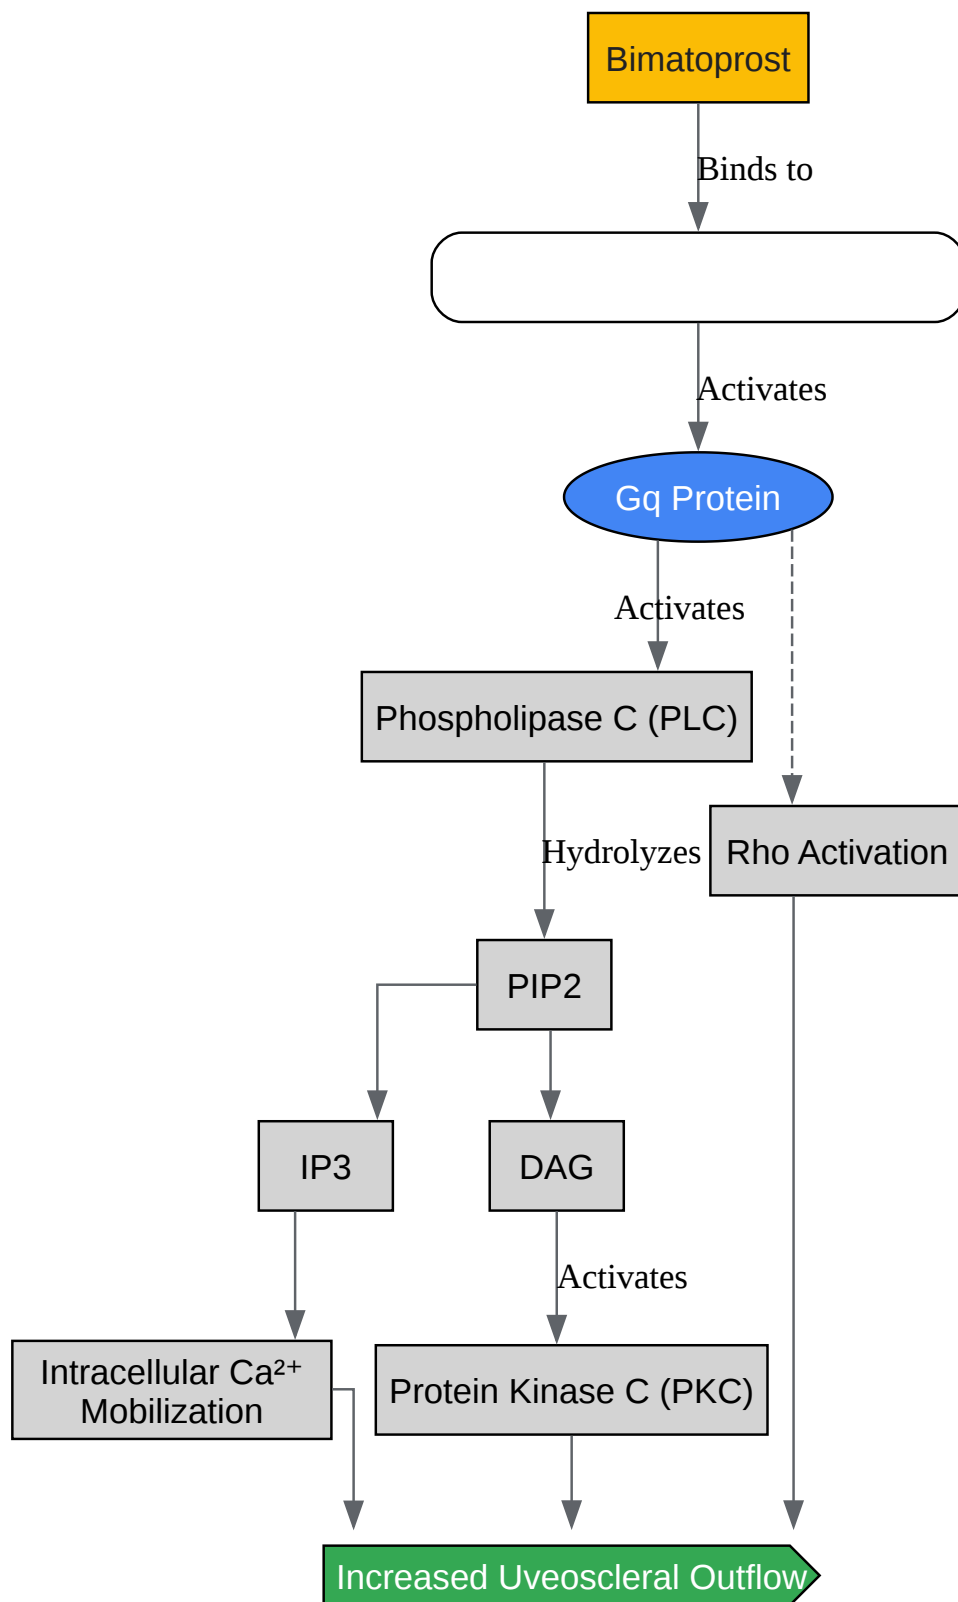 Bimatoprost
Binds to
Activates
Gq Protein
Activates
Phospholipase C (PLC)
Hydrolyzes
Rho Activation
PIP2
IP3
DAG
Activates
Intracellular Ca²⁺
Mobilization
Protein Kinase C (PKC)
Increased Uveoscleral Outflow